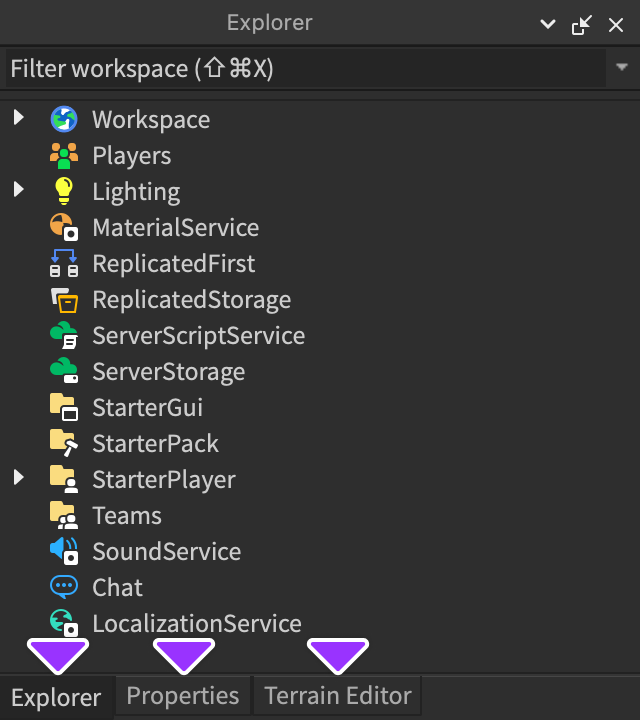 Explorer
Filter workspace (⇧⌘X)
Workspace
Players
Lighting
MaterialService
ReplicatedFirst
ReplicatedStorage
ServerScriptService
ServerStorage
StarterGui
StarterPack
StarterPlayer
Teams
SoundService
Chat
LocalizationService
Explorer Properties Terrain Editor